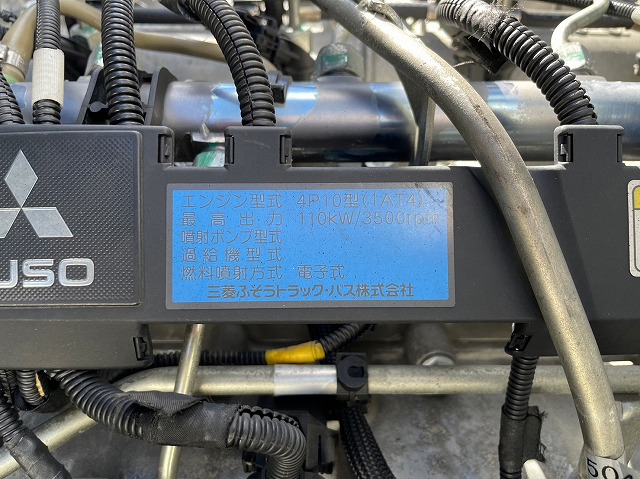 エンジン型式 4P10型(1AT4)
最高出力 110kW/3500rpm
噴射ポンプ型式
過給機型式
燃料噴射方式 電子式
三菱ふそうトラック・バス株式会社
USO
50